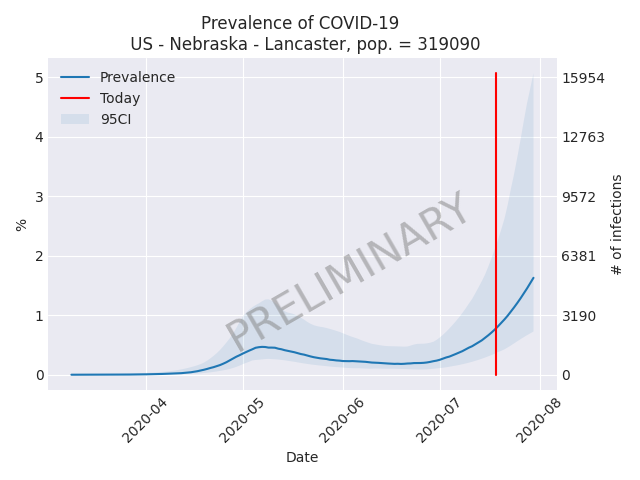 Prevalence of COVID-19
US - Nebraska - Lancaster, pop. = 319090
Prevalence
Today
95CI
5
4
3
2
1
0
%
15954
12763
9572
6381
3190
0
# of infections
PRELIMINARY
2020-04
2020-05
2020-06
2020-07
2020-08
Date